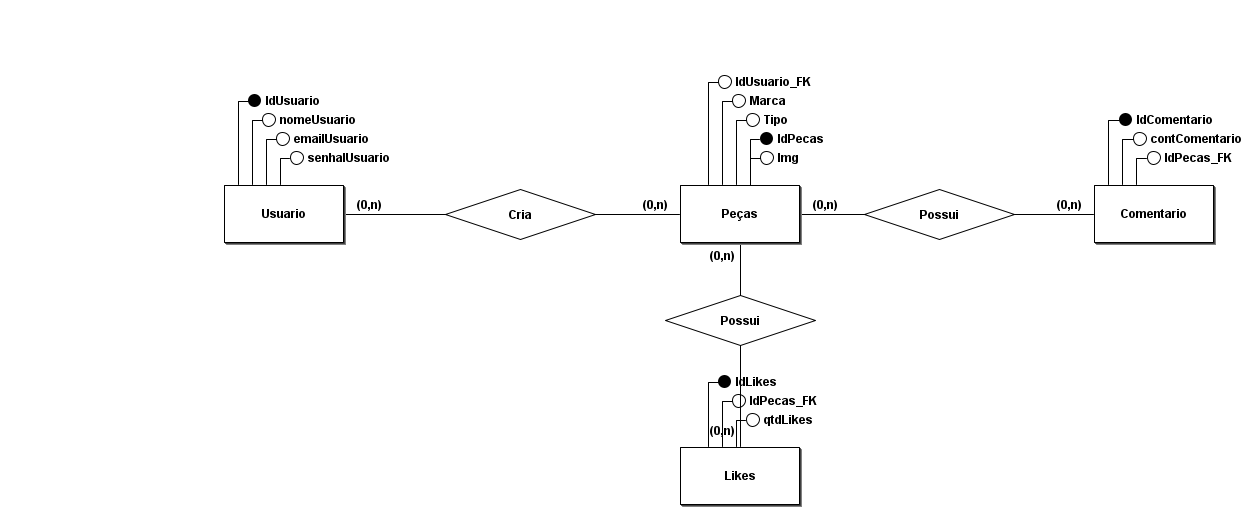 IdUsuario
nomeUsuario
emailUsuario
senhalUsuario
Usuario
(0,n)
Cria
(0,n)
IdUsuario_FK
Marca
Tipo
IdPecas
Img
Peças
(0,n)
Possui
(0,n)
IdComentario
contComentario
IdPecas_FK
Comentario
(0,n)
Possui
IdLikes
IdPecas_FK
qtdLikes
(0,n)
Likes